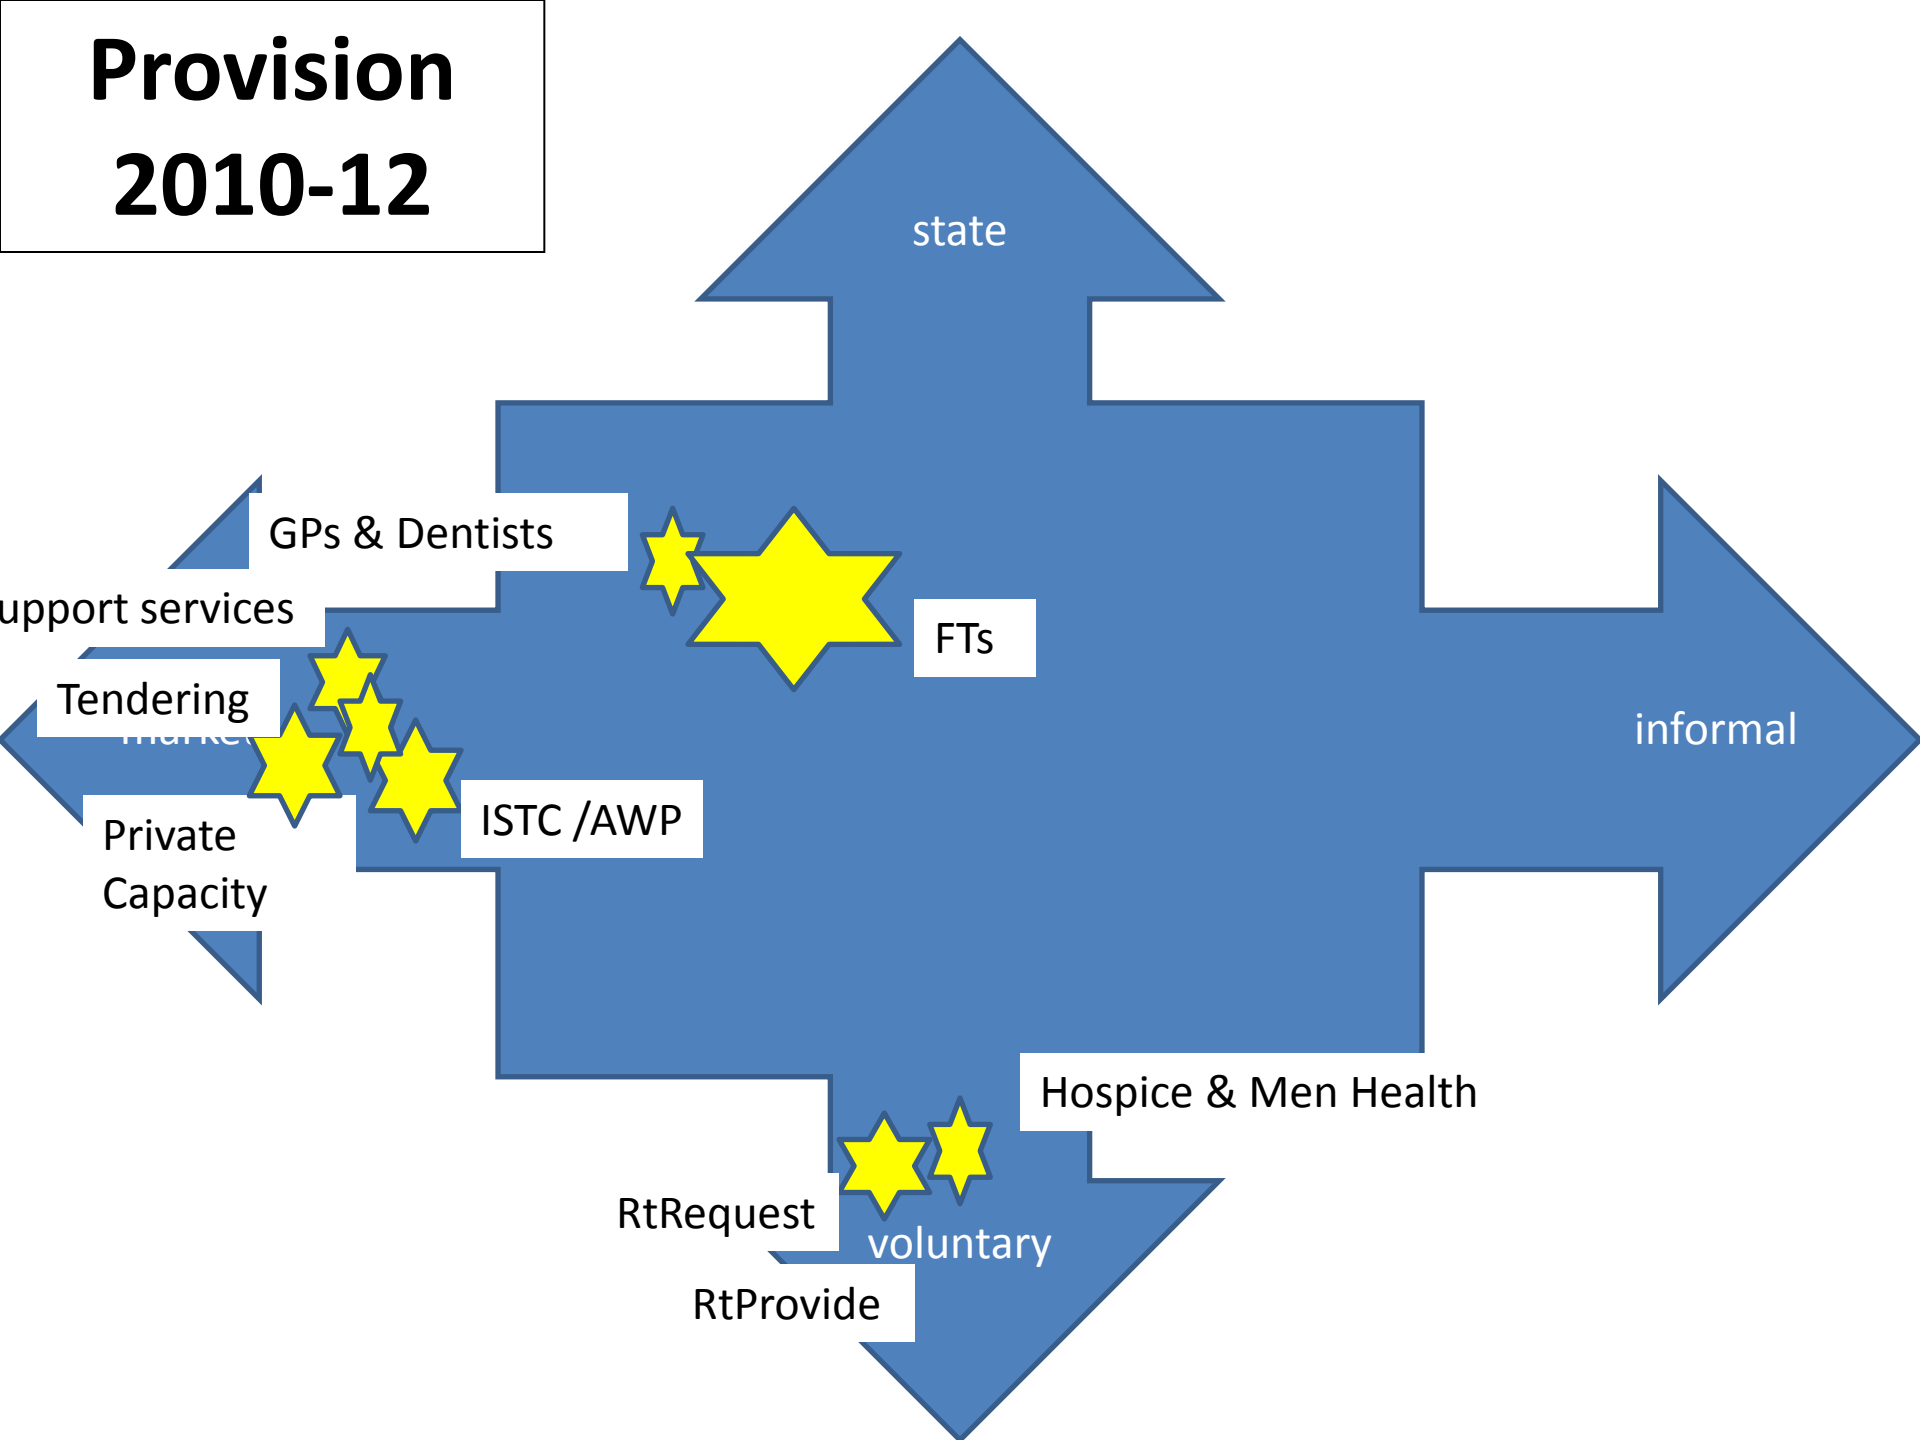 Provision
2010-12
state
GPs & Dentists
upport services
FTs
Tendering
informal
ISTC /AWP
Private
Capacity
Hospice & Men Health
RtRequest
voluntary
RtProvide